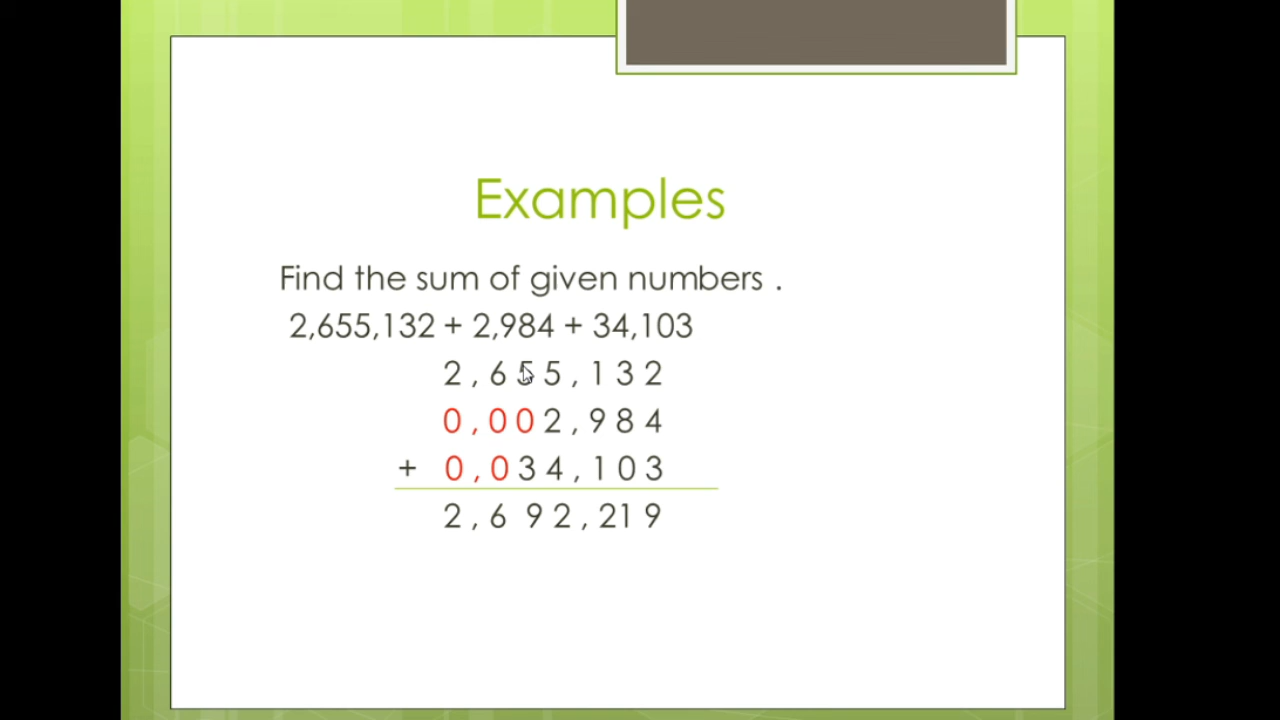 Examples
Find the sum of given numbers .
2,655,132 + 2,984 + 34,103
2 , 6 5 5 , 1 3 2
0 , 0 0 2 , 9 8 4
+ 0 , 0 3 4 , 1 0 3
2 , 6 9 2 , 21 9